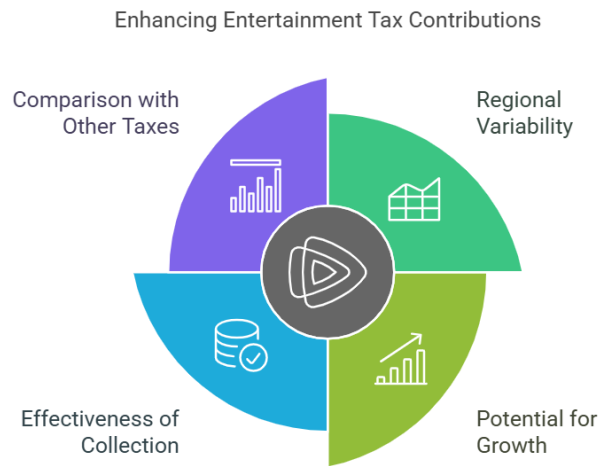 Enhancing Entertainment Tax Contributions
Comparison with
Other Taxes
Regional
Variability
Effectiveness of
Collection
Potential for
Growth